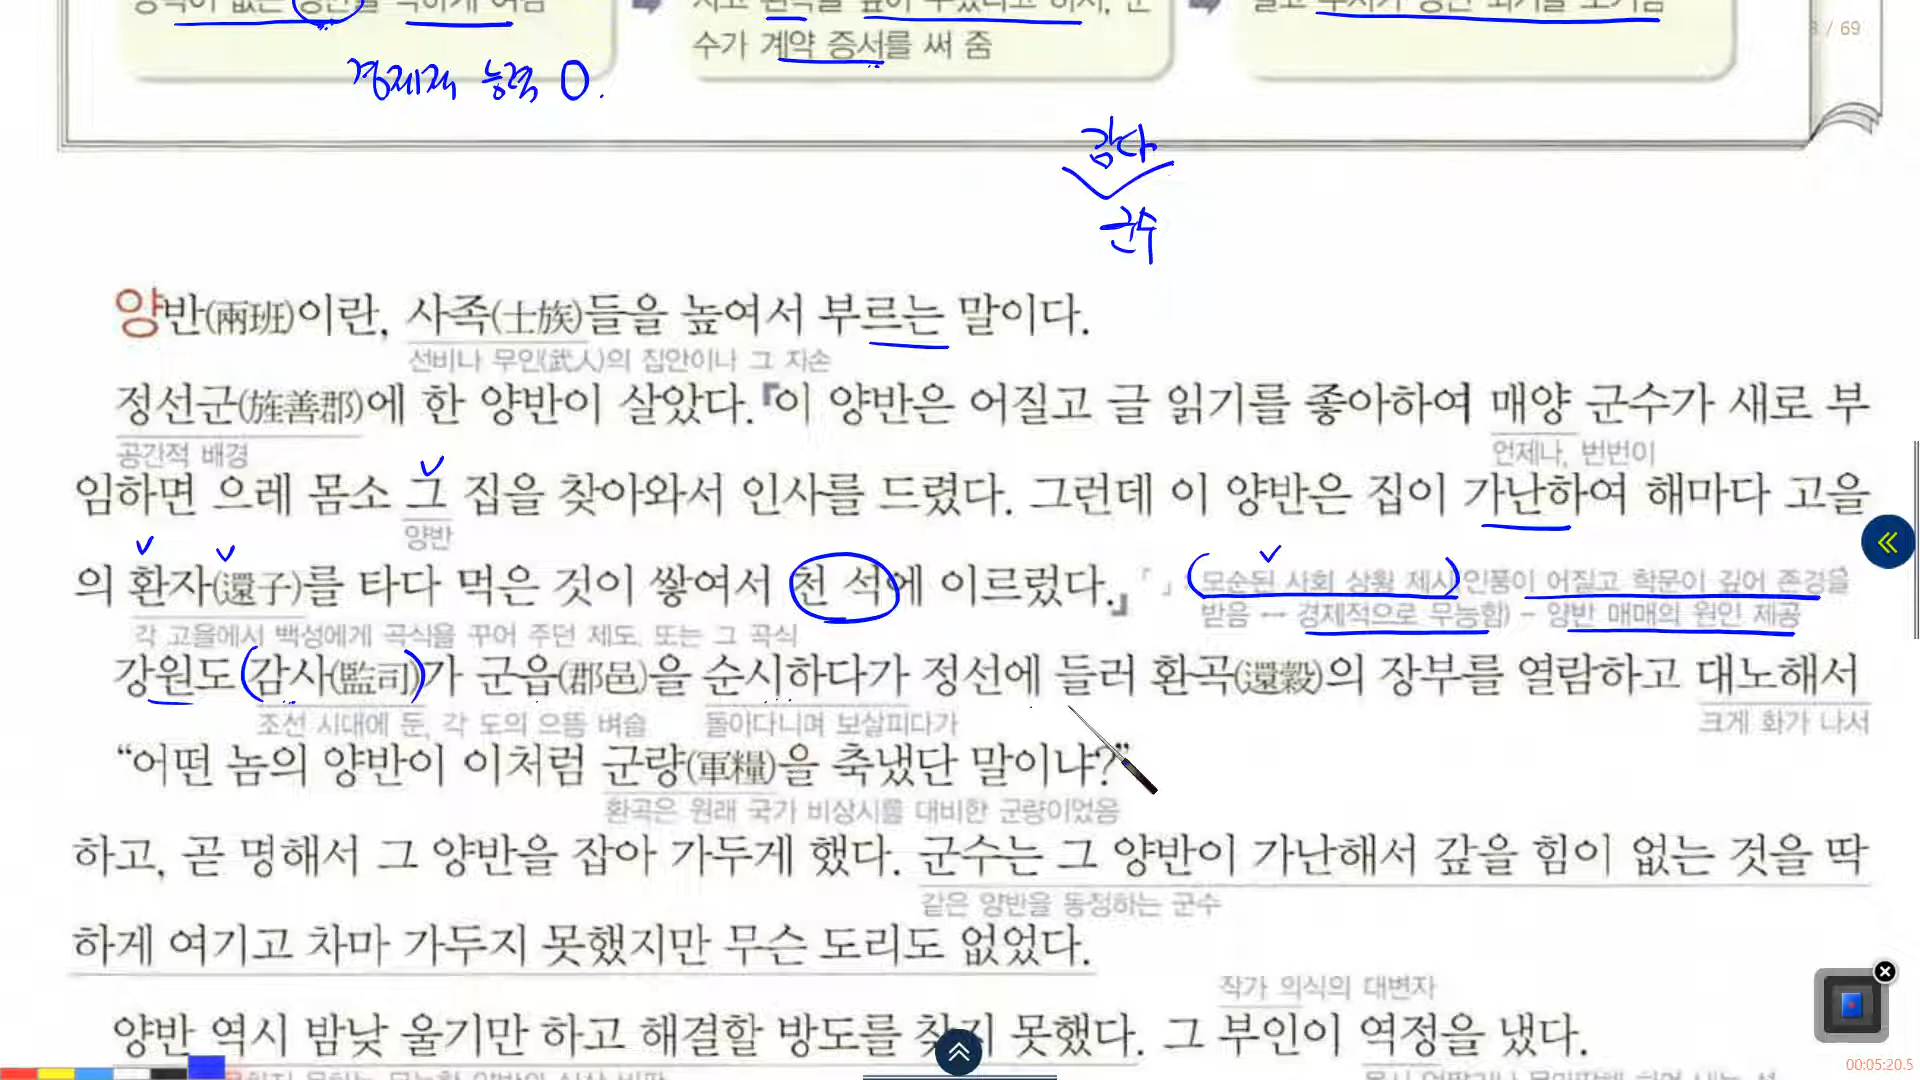 수가 계약 증서를 써 줌
/ 69
경제적 능력 O.
감사
군수
양반(兩班)이란, 사족(士族)들을 높여서 부르는 말이다.
선비나 무인(武人)의 집안이나 그 자손
정선군(旌善郡)에 한 양반이 살았다.『이 양반은 어질고 글 읽기를 좋아하여 매양 군수가 새로 부
공간적 배경 언제나, 번번이
임하면 으레 몸소 그 집을 찾아와서 인사를 드렸다. 그런데 이 양반은 집이 가난하여 해마다 고을
양반
의 환자(還子)를 타다 먹은 것이 쌓여서 천 석에 이르렀다.』 「 」: 모순된 사회 상황 제시(인품이 어질고 학문이 깊어 존경을
받음 ↔ 경제적으로 무능함) - 양반 매매의 원인 제공
각 고을에서 백성에게 곡식을 꾸어 주던 제도. 또는 그 곡식
강원도 감사(監司)가 군읍(郡邑)을 순시하다가 정선에 들러 환곡(還穀)의 장부를 열람하고 대노해서
조선 시대에 둔, 각 도의 으뜸 벼슬 돌아다니며 보살피다가 크게 화가 나서
“어떤 놈의 양반이 이처럼 군량(軍糧)을 축냈단 말이냐?”
환곡은 원래 국가 비상시를 대비한 군량이었음
하고, 곧 명해서 그 양반을 잡아 가두게 했다. 군수는 그 양반이 가난해서 갚을 힘이 없는 것을 딱
같은 양반을 동정하는 군수
하게 여기고 차마 가두지 못했지만 무슨 도리도 없었다.
작가 의식의 대변자
양반 역시 밤낮 울기만 하고 해결할 방도를 찾지 못했다. 그 부인이 역정을 냈다.
00:05:20.5